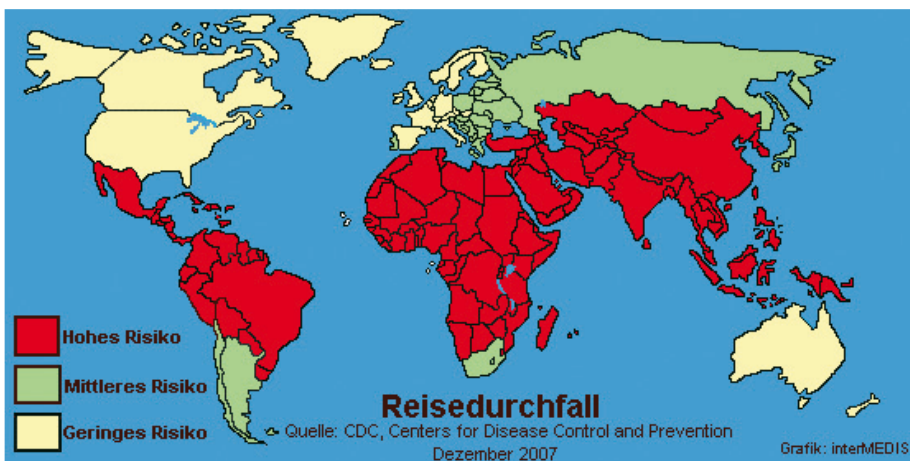 Hohes Risiko
Mittleres Risiko
Geringes Risiko
Reisedurchfall
Quelle: CDC, Centers for Disease Control and Prevention
Dezember 2007
Grafik: interMEDIS